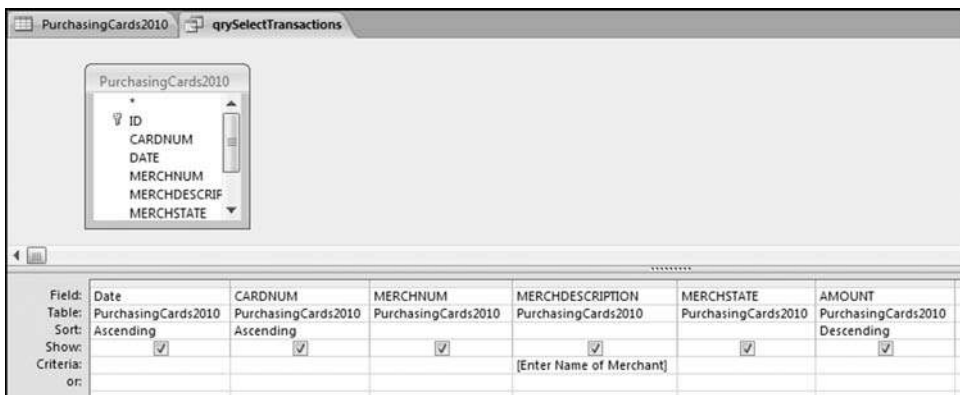 PurchasingCards2010 qrySelectTransactions
PurchasingCards2010
*
ID
CARDNUM
DATE
MERCHNUM
MERCHDESCRIP
MERCHSTATE
Field: Date CARDNUM MERCHNUM MERCHDESCRIPTION MERCHSTATE AMOUNT
Table: PurchasingCards2010 PurchasingCards2010 PurchasingCards2010 PurchasingCards2010 PurchasingCards2010 PurchasingCards2010
Sort: Ascending Ascending Descending
Show:
Criteria: [Enter Name of Merchant]
or: